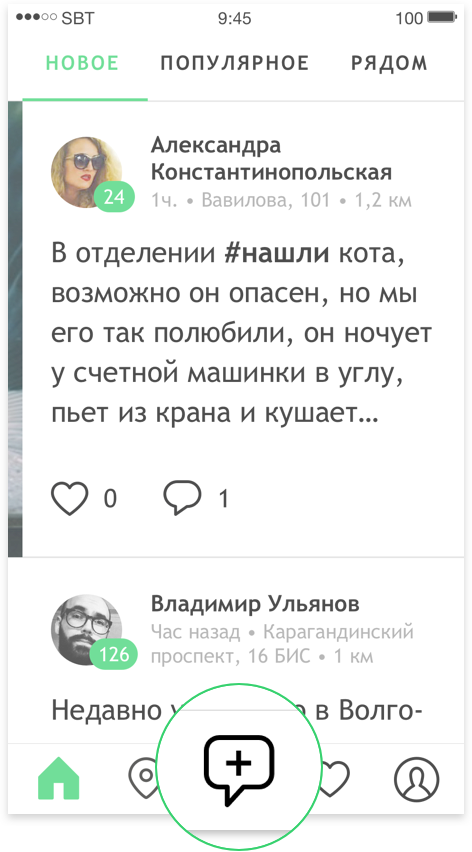 SBT 9:45 100
НОВОЕ ПОПУЛЯРНОЕ РЯДОМ
Александра
Константинопольская
24
1ч. • Вавилова, 101 • 1,2 км
В отделении #нашли кота,
возможно он опасен, но мы
его так полюбили, он ночует
у счетной машинки в углу,
пьет из крана и кушает...
0 1
Владимир Ульянов
Час назад • Карагандинский
126
проспект, 16 БИС • 1 км
Недавно в Волго-